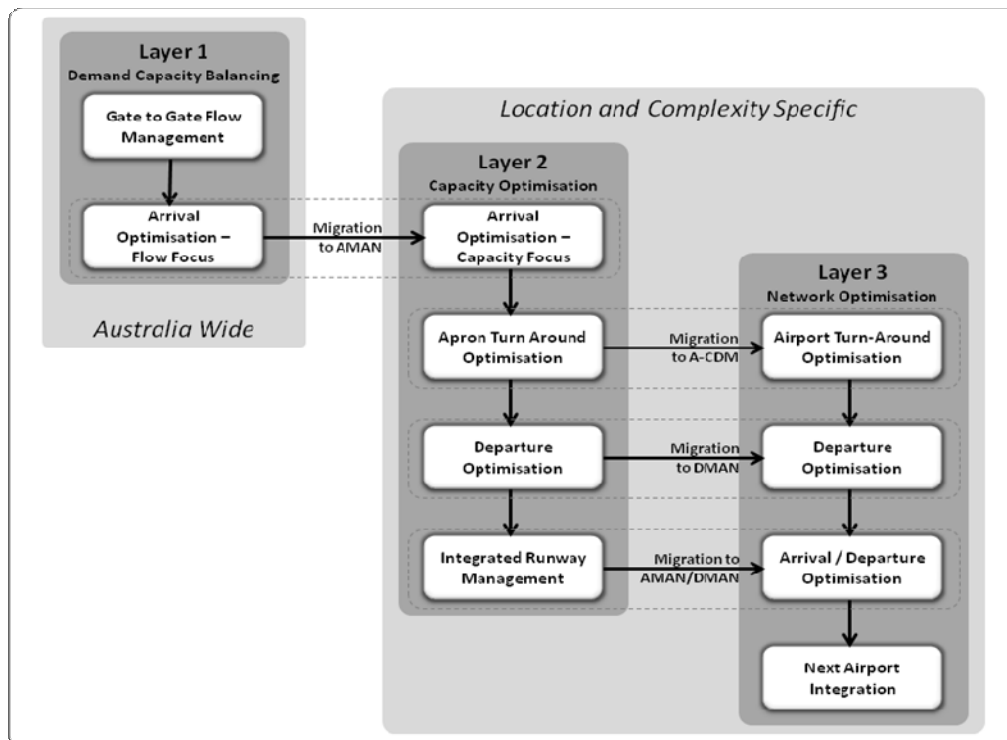 Layer 1
Demand Capacity Balancing
Gate to Gate Flow
Management
Arrival
Optimisation –
Flow Focus
Australia Wide
Migration
to AMAN
Location and Complexity Specific
Layer 2
Capacity Optimisation
Arrival
Optimisation –
Capacity Focus
Apron Turn Around
Optimisation
Departure
Optimisation
Integrated Runway
Management
Migration
to A-CDM
Migration
to DMAN
Migration to
AMAN/DMAN
Layer 3
Network Optimisation
Airport Turn-Around
Optimisation
Departure
Optimisation
Arrival / Departure
Optimisation
Next Airport
Integration